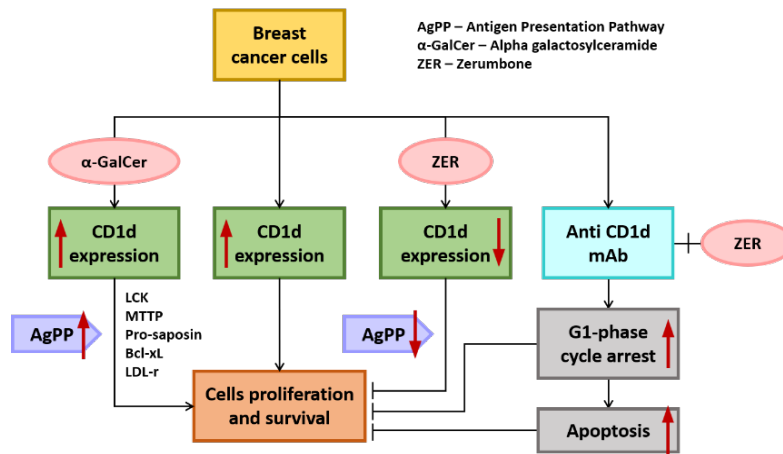 Breast
cancer cells
AgPP – Antigen Presentation Pathway
α-GalCer – Alpha galactosylceramide
ZER – Zerumbone
α-GalCer
ZER
CD1d
expression
CD1d
expression
CD1d
expression
Anti CD1d
mAb
ZER
LCK
MTTP
Pro-saposin
Bcl-xL
LDL-r
AgPP
AgPP
G1-phase
cycle arrest
Cells proliferation
and survival
Apoptosis